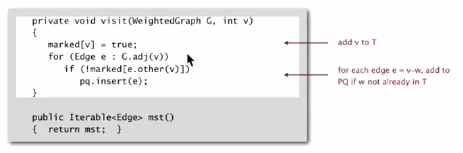 private void visit(WeightedGraph G, int v)
{
marked[v] = true;
for (Edge e : G.adj(v))
if (!marked[e.other(v)])
pq.insert(e);
}
public Iterable<Edge> mst()
{ return mst; }
add v to T
for each edge e = v–w, add to
PQ if w not already in T